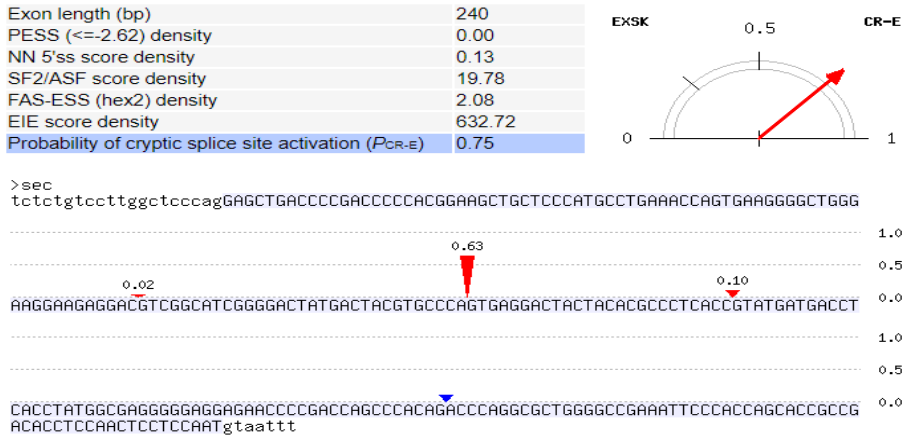 Exon length (bp) 240
PESS (<=-2.62) density 0.00
NN 5'ss score density 0.13
SF2/ASF score density 19.78
FAS-ESS (hex2) density 2.08
EIE score density 632.72
Probability of cryptic splice site activation (PCR-E) 0.75
EXSK 0.5 CR-E
0 1
>sec
tctctgtccttggctcccagGAGCTGACCCCGACCCCCACGGAAGCTGCTCCCATGCCTGAAACCAGTGAAGGGGCTGGG
1.0
0.63
0.5
0.02 0.10
0.0
AAGGAAGAGGACGTCGGCATCGGGGACTATGACTACGTGCCCAGTGAGGACTACTACACGCCCTCACCGTATGATGACCT
1.0
0.5
0.0
CACCTATGGCGAGGGGGAGGAGAACCCCGACCAGCCCACAGACCCAGGCGCTGGGGCCGAAATTCCCACCAGCACCGCCG
ACACCTCCAACTCCTCCAATgtaattt